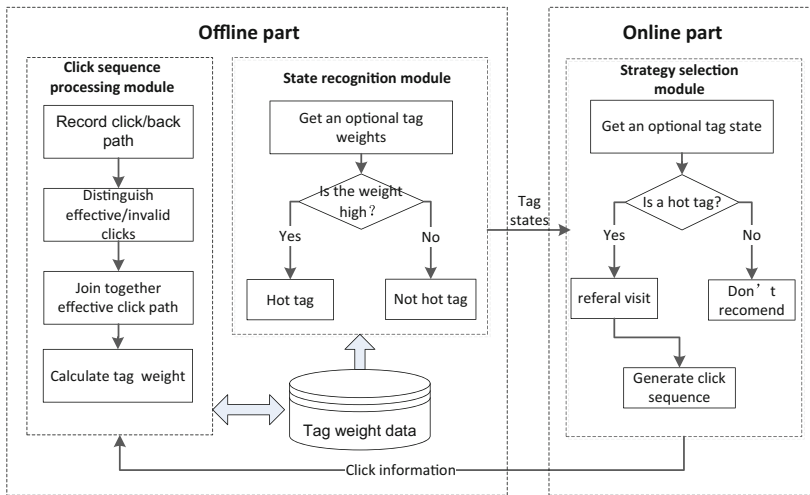 Offline part
Click sequence
processing module
Record click/back
path
Distinguish
effective/invalid
clicks
Join together
effective click path
Calculate tag weight
State recognition module
Get an optional tag
weights
Is the weight
high？
Yes
No
Hot tag
Not hot tag
Tag weight data
Tag
states
Click information
Online part
Strategy selection
module
Get an optional tag state
Is a hot tag?
Yes
No
referal visit
Don’t
recomend
Generate click
sequence